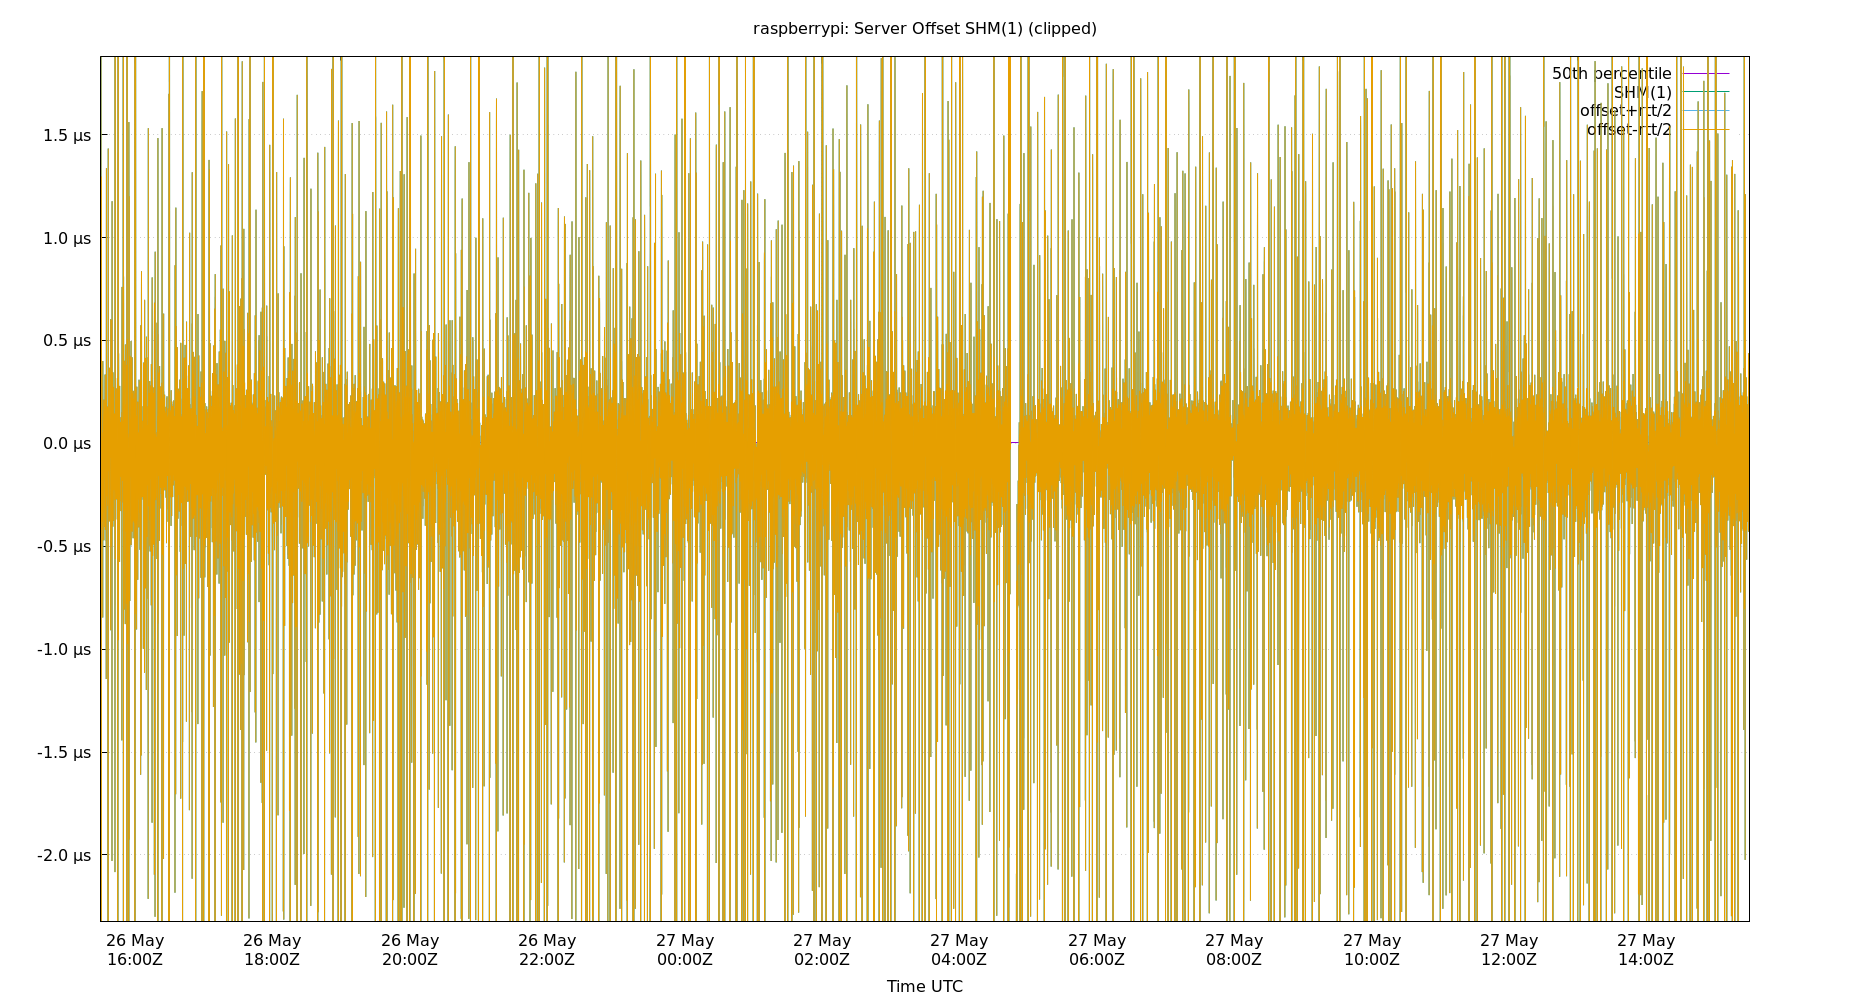 raspberrypi: Server Offset SHM(1) (clipped)
50th percentile
SHM(1)
offset+rtt/2
offset-rtt/2
1.5 µs
1.0 µs
0.5 µs
0.0 µs
-0.5 µs
-1.0 µs
-1.5 µs
-2.0 µs
26 May 26 May 26 May 26 May 27 May 27 May 27 May 27 May 27 May 27 May 27 May 27 May
16:00Z 18:00Z 20:00Z 22:00Z 00:00Z 02:00Z 04:00Z 06:00Z 08:00Z 10:00Z 12:00Z 14:00Z
Time UTC